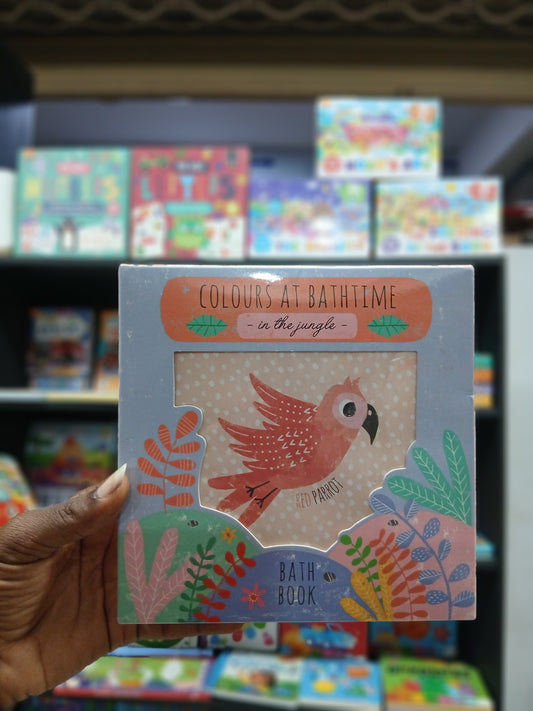 COLOURS AT BATHTIME
- in the jungle -
RED PARROT
BATH
BOOK